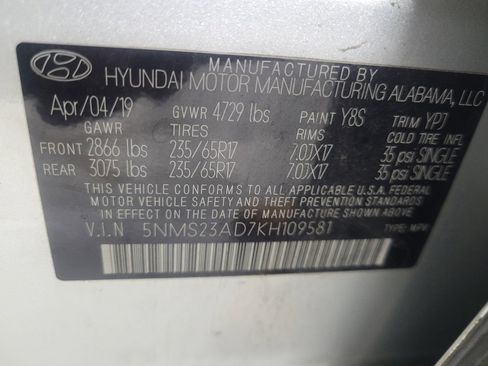 MANUFACTURED BY
HYUNDAI MOTOR MANUFACTURING ALABAMA, LLC
Apr/04/19 GVWR 4729 lbs PAINT Y8S TRIM YPJ
GAWR TIRES RIMS COLD TIRE INFL
FRONT 2866 lbs 235/65R17 7.0JX17 35 psi SINGLE
REAR 3075 lbs 235/65R17 7.0JX17 35 psi SINGLE
THIS VEHICLE CONFORMS TO ALL APPLICABLE U.S.A. FEDERAL
MOTOR VEHICLE SAFETY AND THEFT PREVENTION STANDARDS
IN EFFECT ON THE DATE OF MANUFACTURE SHOWN ABOVE.
V.I.N 5NMS23AD7KH109581 TYPE: MPV